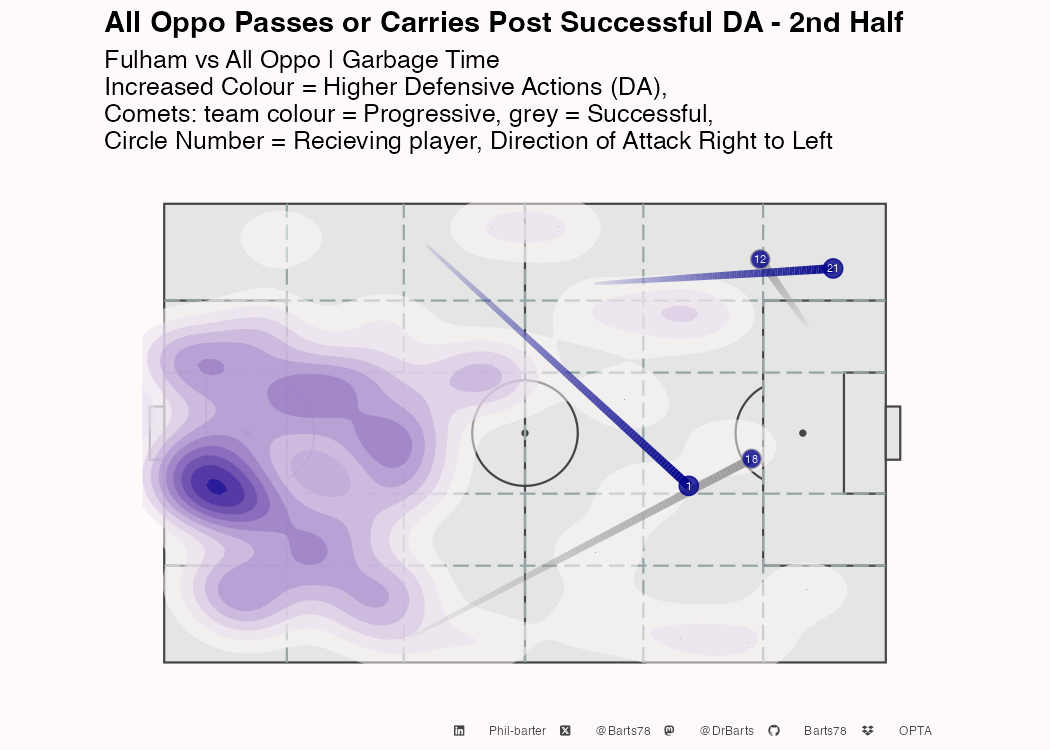 All Oppo Passes or Carries Post Successful DA - 2nd Half
Fulham vs All Oppo | Garbage Time
Increased Colour = Higher Defensive Actions (DA),
Comets: team colour = Progressive, grey = Successful,
Circle Number = Recieving player, Direction of Attack Right to Left
12
21
18
1
Phil-barter @Barts78 @DrBarts Barts78 OPTA